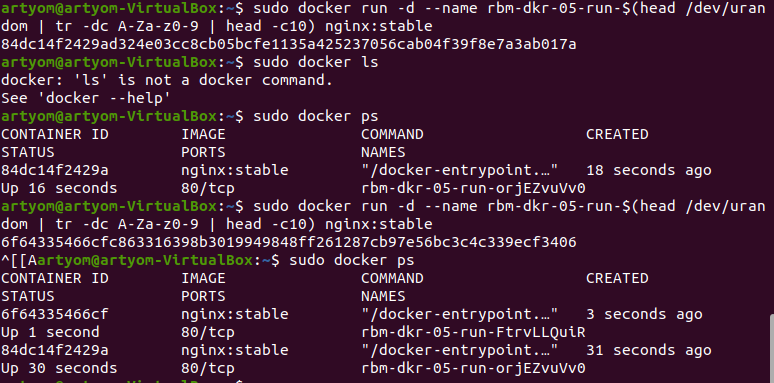 artyom@artyom-VirtualBox:~$ sudo docker run -d --name rbm-dkr-05-run-$(head /dev/uran
dom | tr -dc A-Za-z0-9 | head -c10) nginx:stable
84dc14f2429ad324e03cc8cb05bcfe1135a425237056cab04f39f8e7a3ab017a
artyom@artyom-VirtualBox:~$ sudo docker ls
docker: 'ls' is not a docker command.
See 'docker --help'
artyom@artyom-VirtualBox:~$ sudo docker ps
CONTAINER ID   IMAGE          COMMAND                  CREATED
STATUS         PORTS          NAMES
84dc14f2429a   nginx:stable   "/docker-entrypoint.…"   18 seconds ago
Up 16 seconds   80/tcp         rbm-dkr-05-run-orjEZvuVv0
artyom@artyom-VirtualBox:~$ sudo docker run -d --name rbm-dkr-05-run-$(head /dev/uran
dom | tr -dc A-Za-z0-9 | head -c10) nginx:stable
6f64335466cfc863316398b3019949848ff261287cb97e56bc3c4c339ecf3406
^[[Aartyom@artyom-VirtualBox:~$ sudo docker ps
CONTAINER ID   IMAGE          COMMAND                  CREATED
STATUS         PORTS          NAMES
6f64335466cf   nginx:stable   "/docker-entrypoint.…"   3 seconds ago
Up 1 second    80/tcp         rbm-dkr-05-run-FtrvLLQuiR
84dc14f2429a   nginx:stable   "/docker-entrypoint.…"   31 seconds ago
Up 30 seconds   80/tcp         rbm-dkr-05-run-orjEZvuVv0